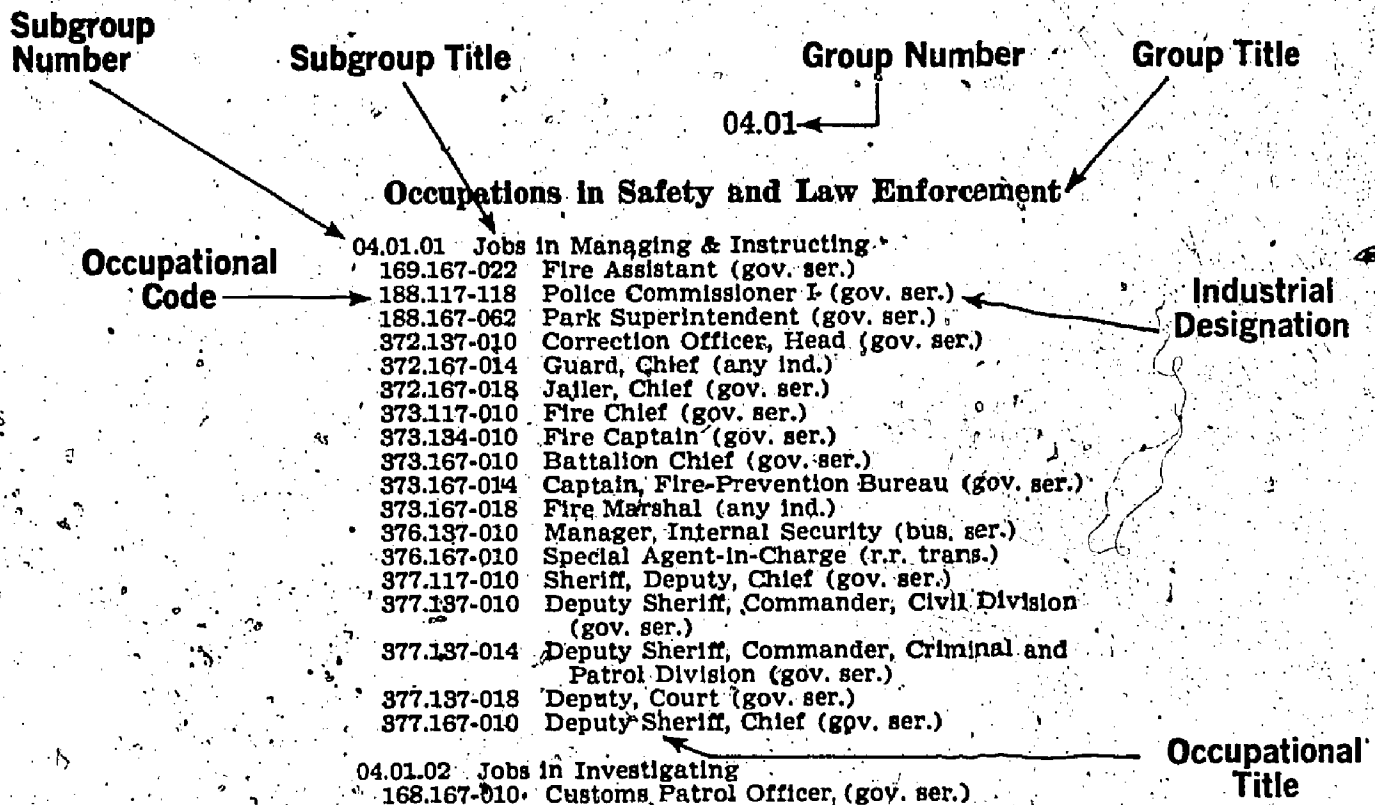 Subgroup
Number
Subgroup Title
Group Number
Group Title
04.01
Occupations in Safety and Law Enforcement
04.01.01 Jobs in Managing & Instructing
Occupational
Code
169.167-022 Fire Assistant (gov. ser.)
188.117-118 Police Commissioner I (gov. ser.)
188.167-062 Park Superintendent (gov. ser.)
372.137-010 Correction Officer, Head (gov. ser.)
372.167-014 Guard, Chief (any ind.)
372.167-018 Jailer, Chief (gov. ser.)
373.117-010 Fire Chief (gov. ser.)
373.134-010 Fire Captain (gov. ser.)
373.167-010 Battalion Chief (gov. ser.)
373.167-014 Captain, Fire-Prevention Bureau (gov. ser.)
373.167-018 Fire Marshal (any ind.)
376.137-010 Manager, Internal Security (bus. ser.)
376.167-010 Special Agent-in-Charge (r.r. trans.)
377.117-010 Sheriff, Deputy, Chief (gov. ser.)
377.137-010 Deputy Sheriff, Commander, Civil Division
(gov. ser.)
377.137-014 Deputy Sheriff, Commander, Criminal and
Patrol Division (gov. ser.)
377.137-018 Deputy, Court (gov. ser.)
377.167-010 Deputy Sheriff, Chief (gov. ser.)
Industrial
Designation
04.01.02 Jobs in Investigating
168.167-010 Customs Patrol Officer, (gov. ser.)
Occupational
Title